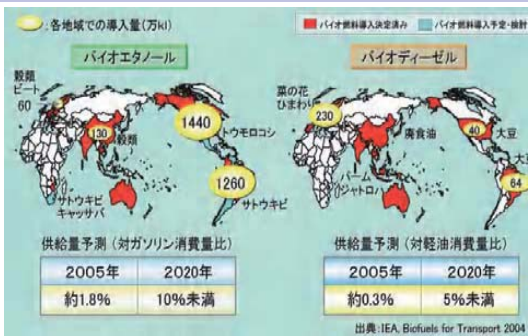 :各地域での導入量(万kl)
バイオ燃料導入決定済み
バイオ燃料導入予定・検討
バイオエタノール
穀類
ビート
60
130
穀類
1440
トウモロコシ
1260
サトウキビ
サトウキビ
キャッサバ
供給量予測(対ガソリン消費量比)
2005年 2020年
約1.8% 10%未満
バイオディーゼル
菜の花
ひまわり
230
廃食油
40
大豆
パーム
ジャトロハ
大豆
64
供給量予測(対軽油消費量比)
2005年 2020年
約0.3% 5%未満
出典:IEA, Biofuels for Transport 2004